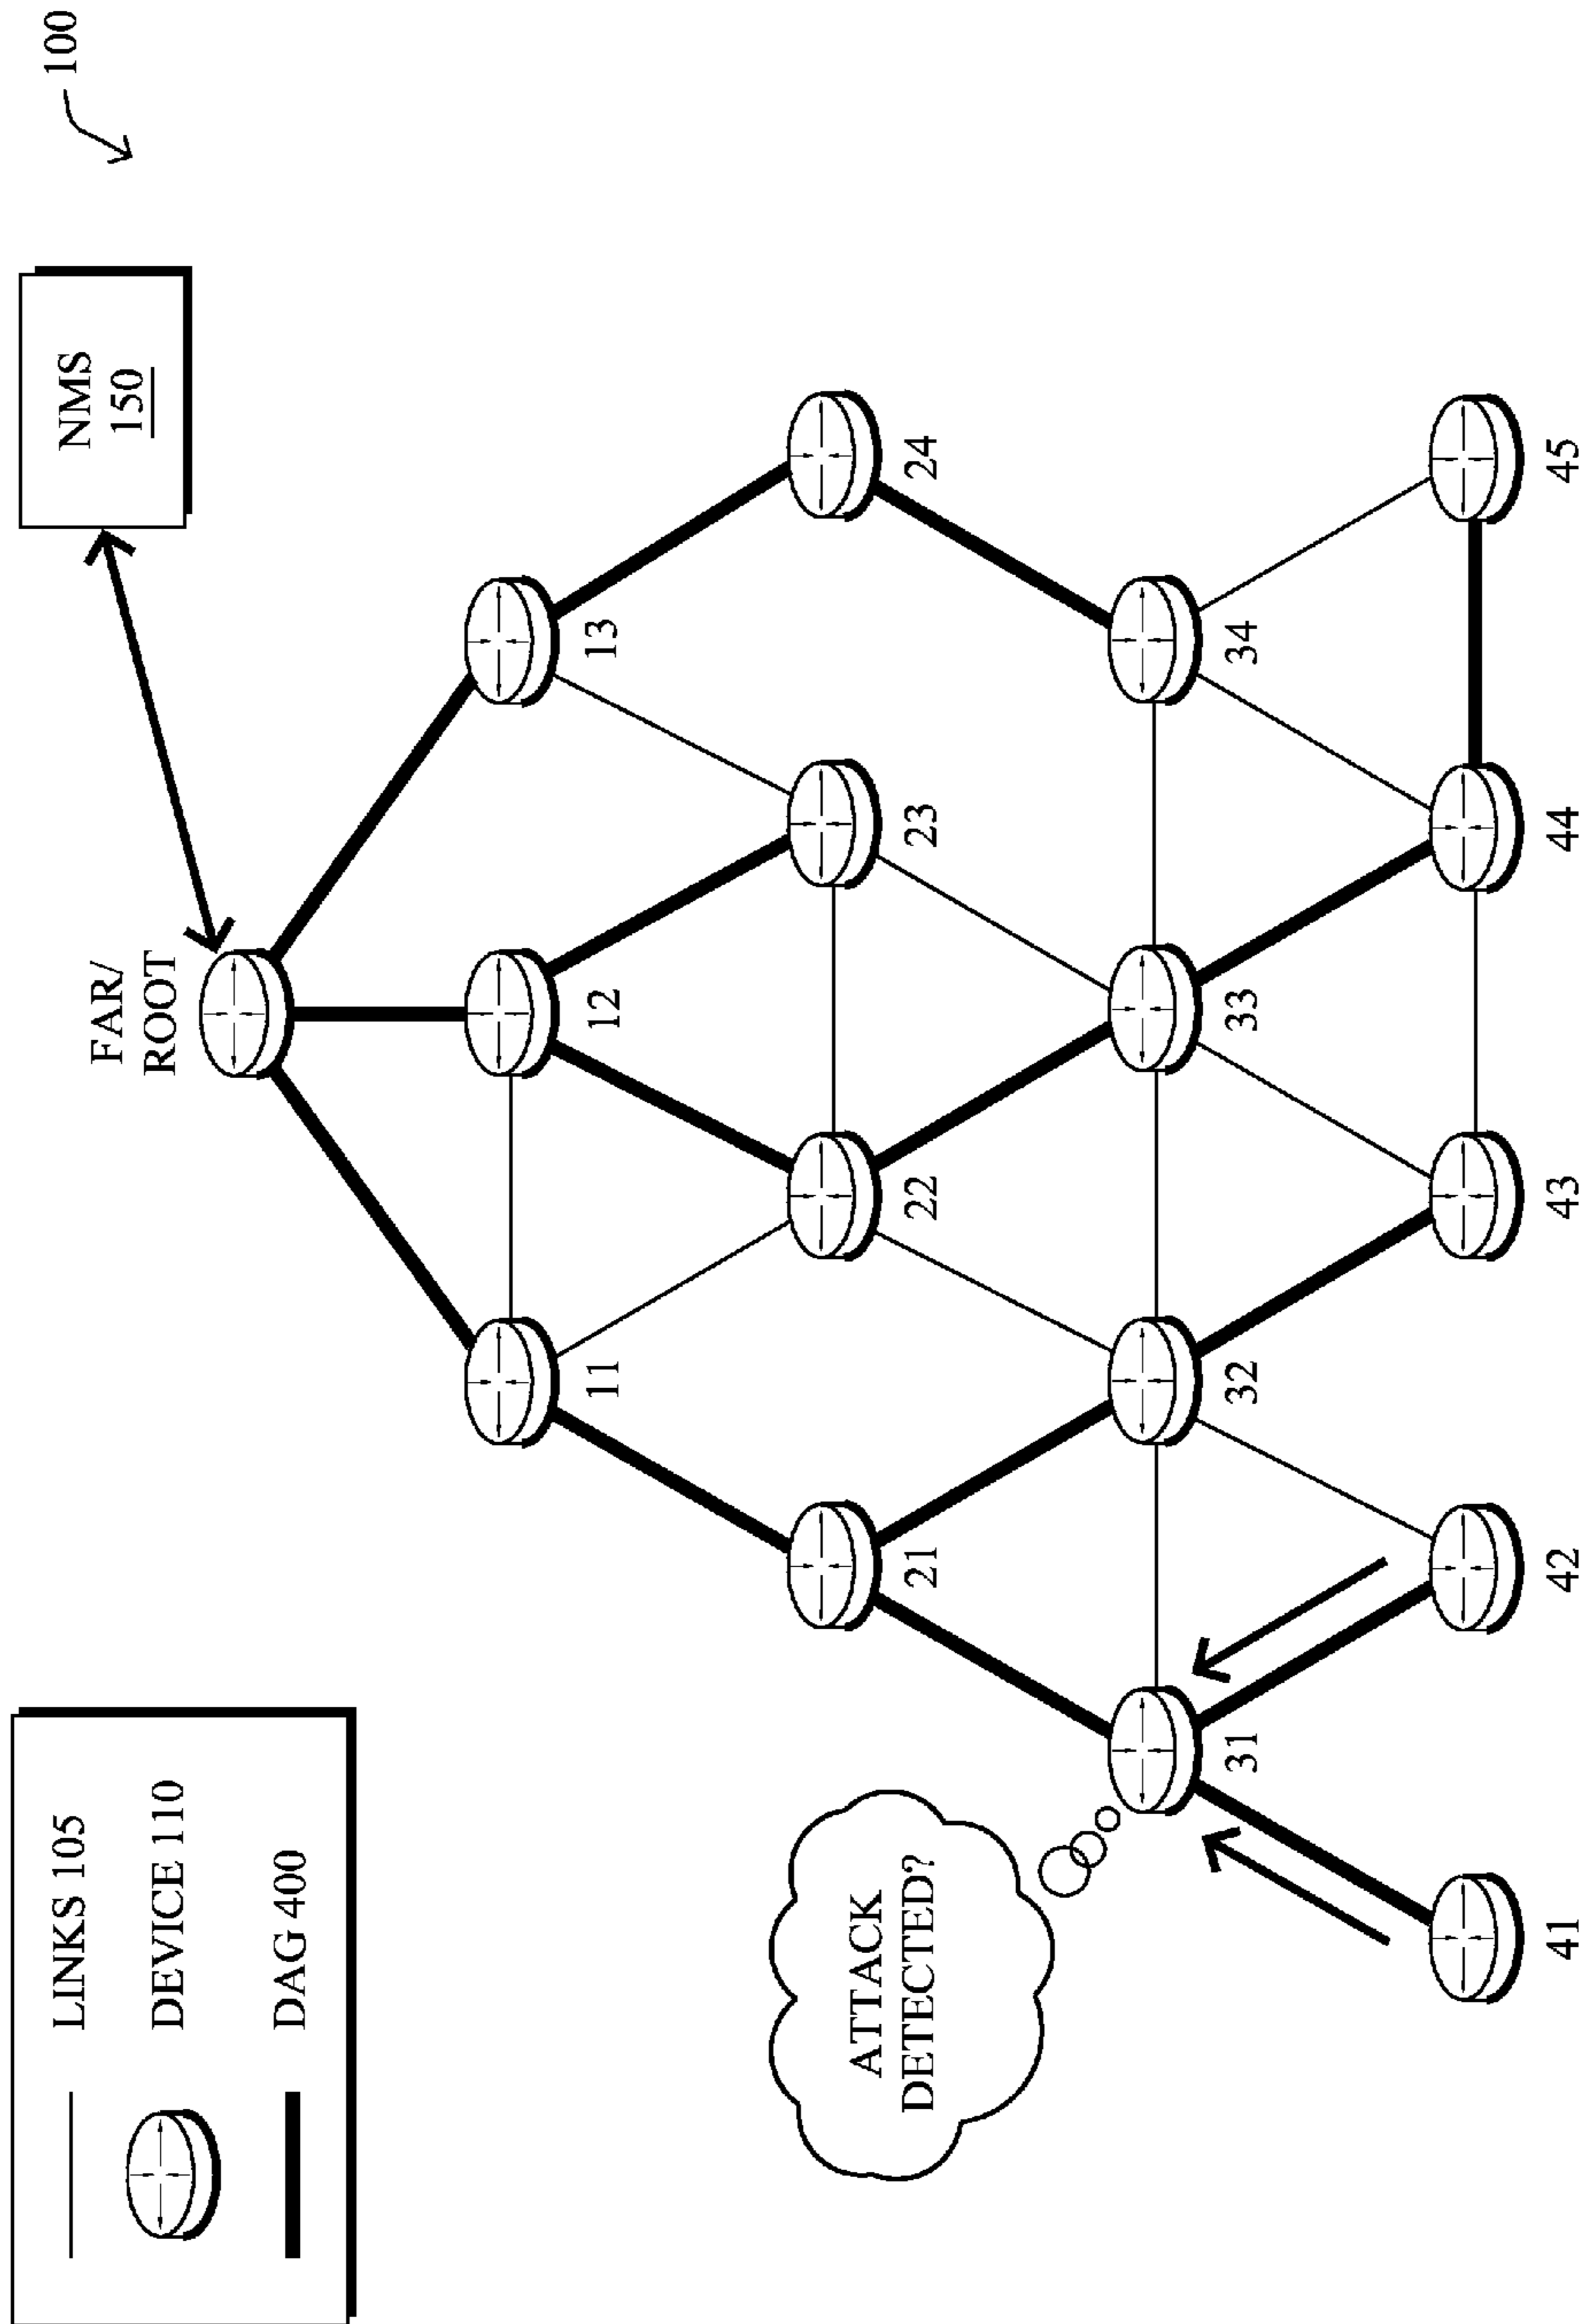 LINKS 105
DEVICE 110
DAG 400
100
NMS
150
FAR/
ROOT
11
12
13
21
22
23
24
ATTACK
DETECTED?
31
32
33
34
41
42
43
44
45